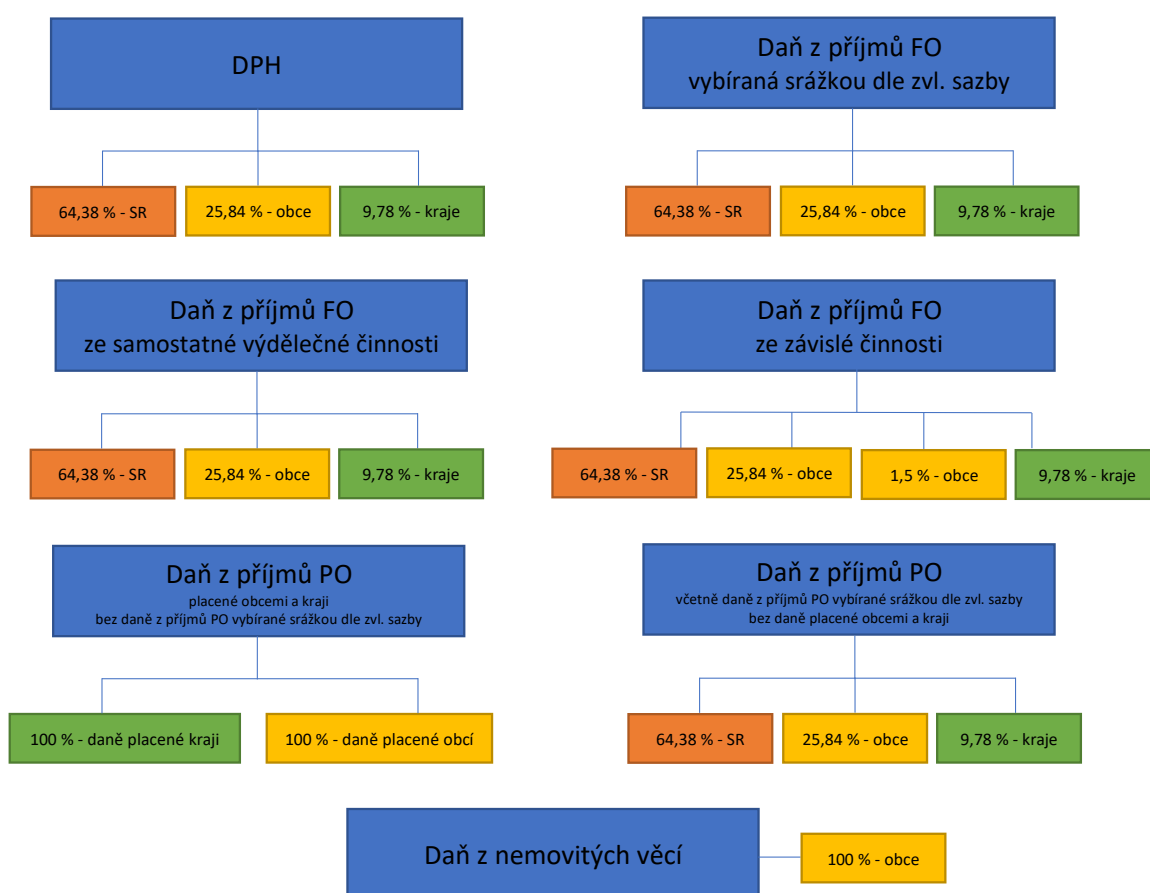 DPH
64,38 % - SR
25,84 % - obce
9,78 % - kraje
Daň z příjmů FO
vybíraná srážkou dle zvl. sazby
64,38 % - SR
25,84 % - obce
9,78 % - kraje
Daň z příjmů FO
ze samostatné výdělečné činnosti
64,38 % - SR
25,84 % - obce
9,78 % - kraje
Daň z příjmů FO
ze závislé činnosti
64,38 % - SR
25,84 % - obce
1,5 % - obce
9,78 % - kraje
Daň z příjmů PO
placené obcemi a kraji
bez daně z příjmů PO vybírané srážkou dle zvl. sazby
100 % - daně placené kraji
100 % - daně placené obcí
Daň z příjmů PO
včetně daně z příjmů PO vybírané srážkou dle zvl. sazby
bez daně placené obcemi a kraji
64,38 % - SR
25,84 % - obce
9,78 % - kraje
Daň z nemovitých věcí
100 % - obce